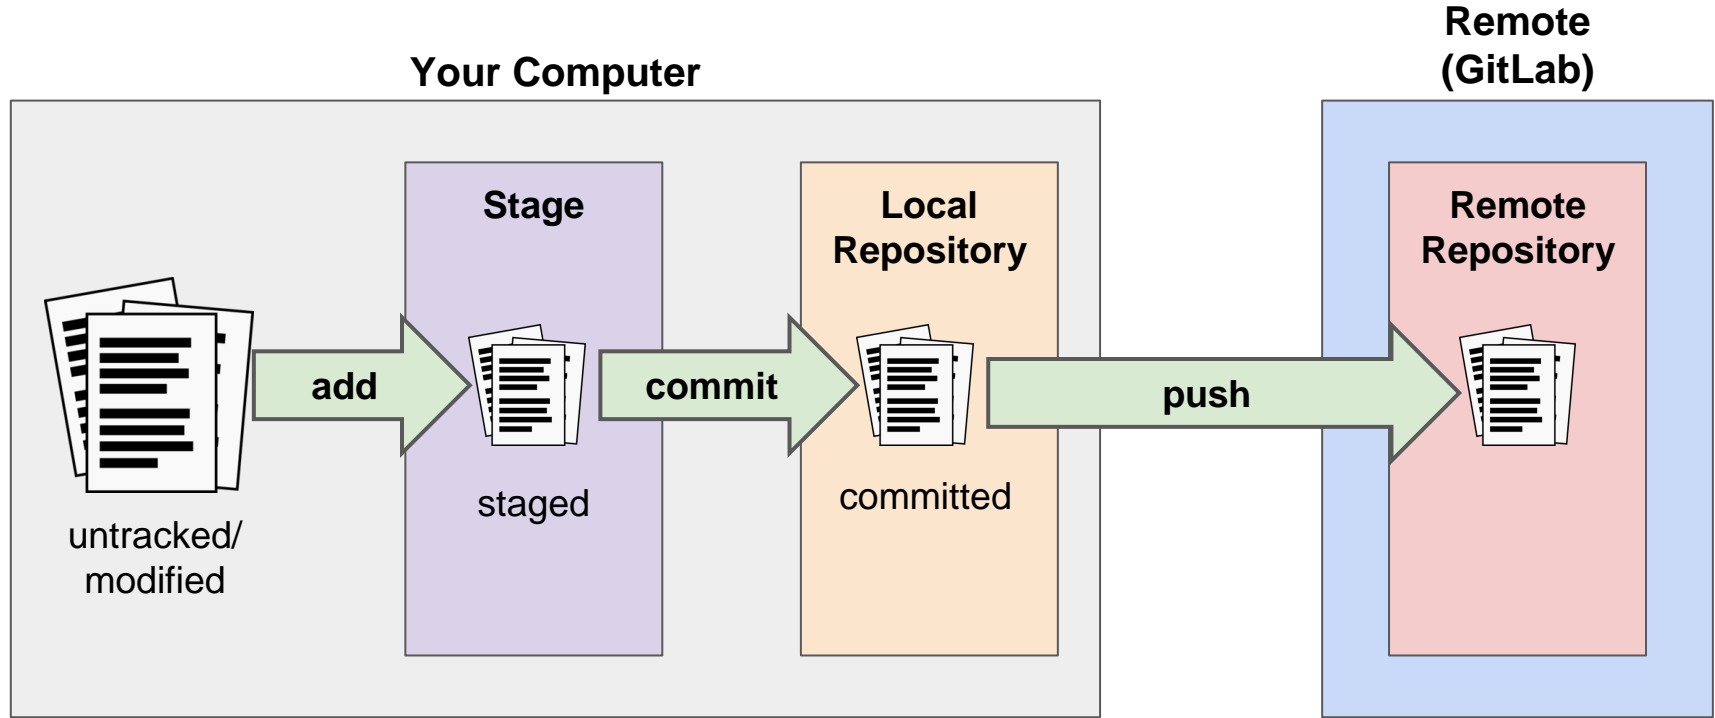 Your Computer
Remote
(GitLab)
Stage
Local
Repository
Remote
Repository
add
commit
push
untracked/
modified
staged
committed